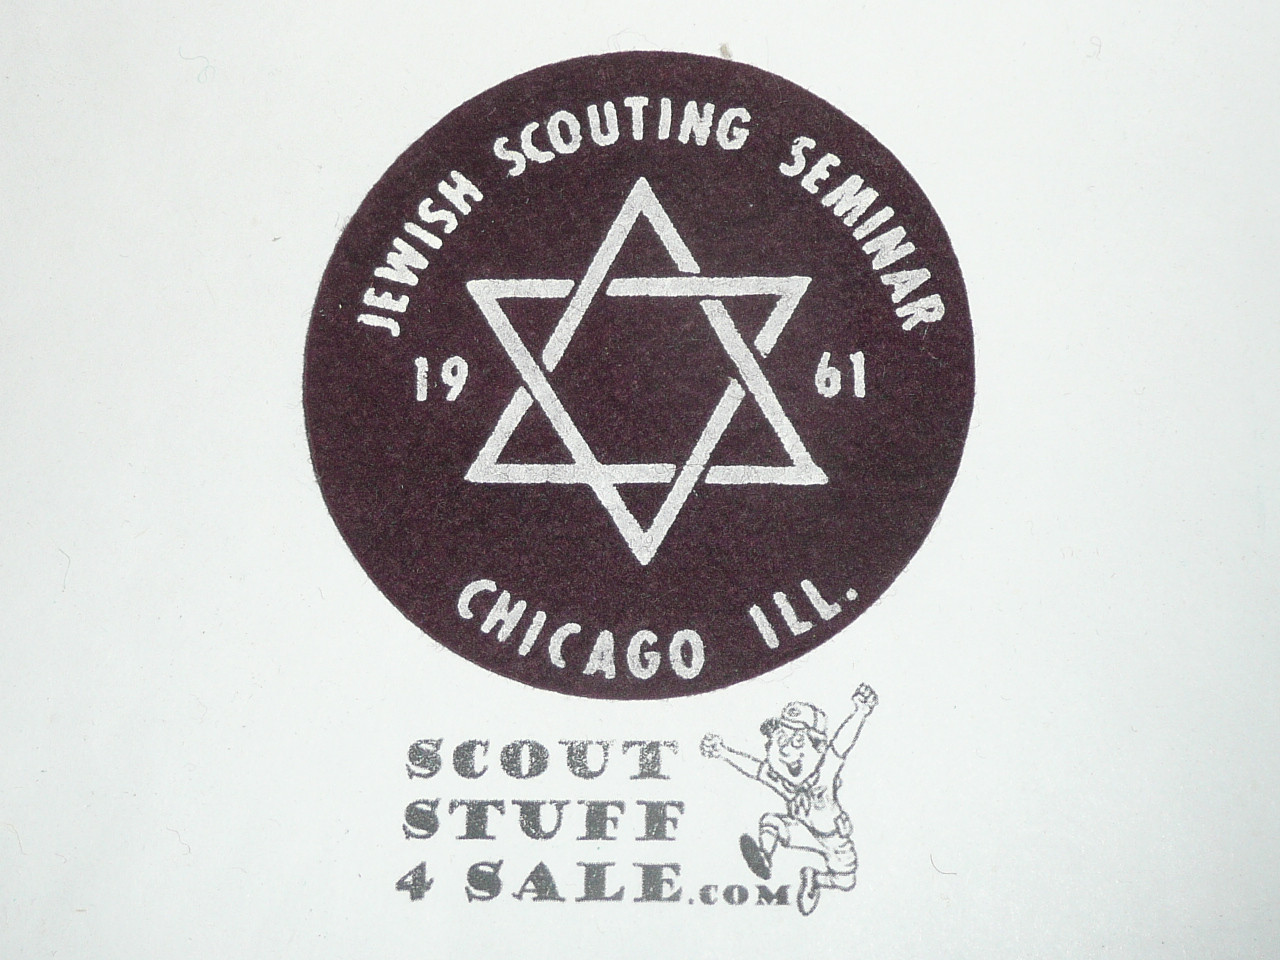 JEWISH SCOUTING SEMINAR
19 61
CHICAGO ILL.
SCOUT
STUFF
4 SALE.COM